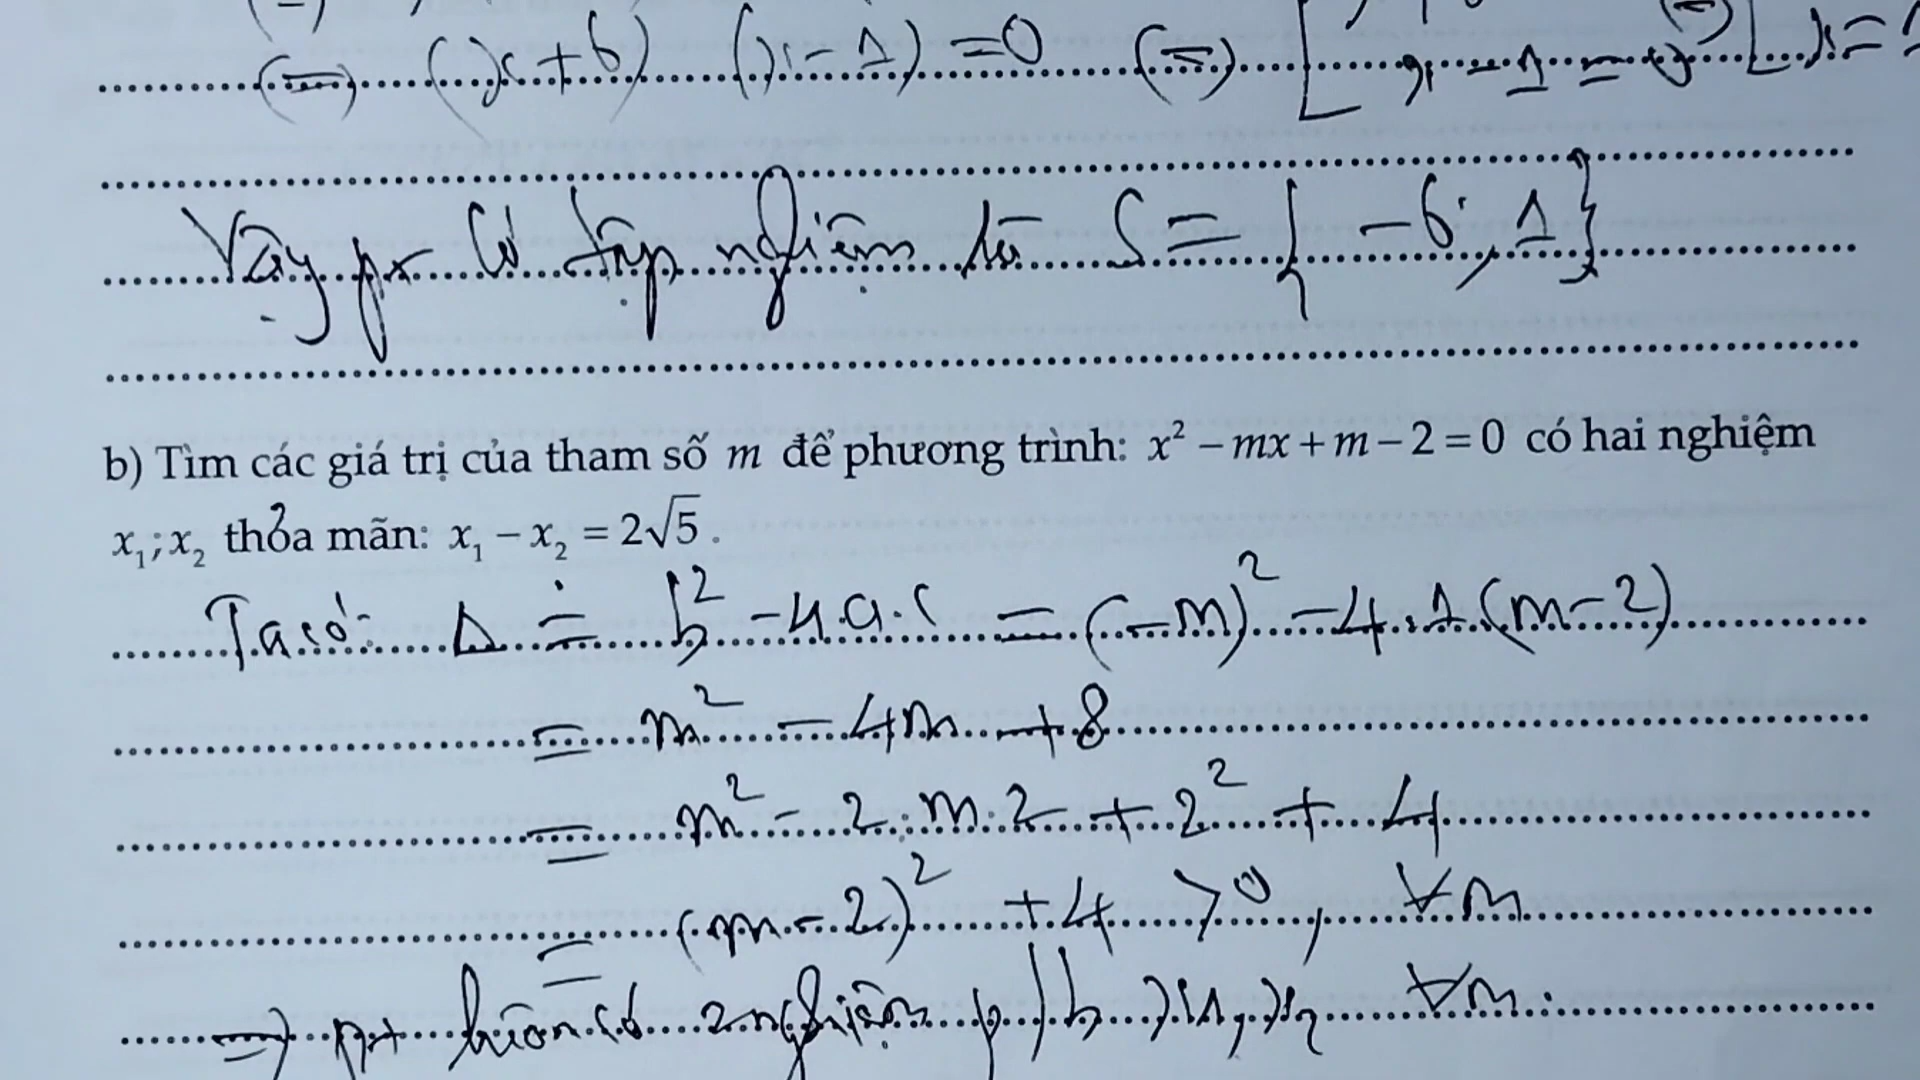 (=) (x+6) (x-1) =0 (=) [ x-1=0 [ x=1
Vậy pt có tập nghiệm là S = { -6; 1}
b) Tìm các giá trị của tham số m để phương trình: x² − mx + m − 2 = 0 có hai nghiệm
x₁; x₂ thỏa mãn: x₁ − x₂ = 2√5.
Ta có: Δ = b² - 4.a.c = (-m)² - 4.1.(m-2)
= m² - 4m + 8
= m² - 2.m.2 + 2² + 4
= (m-2)² + 4 > 0, ∀m
=) pt luôn có 2 nghiệm p/b x1, x2 ∀m.